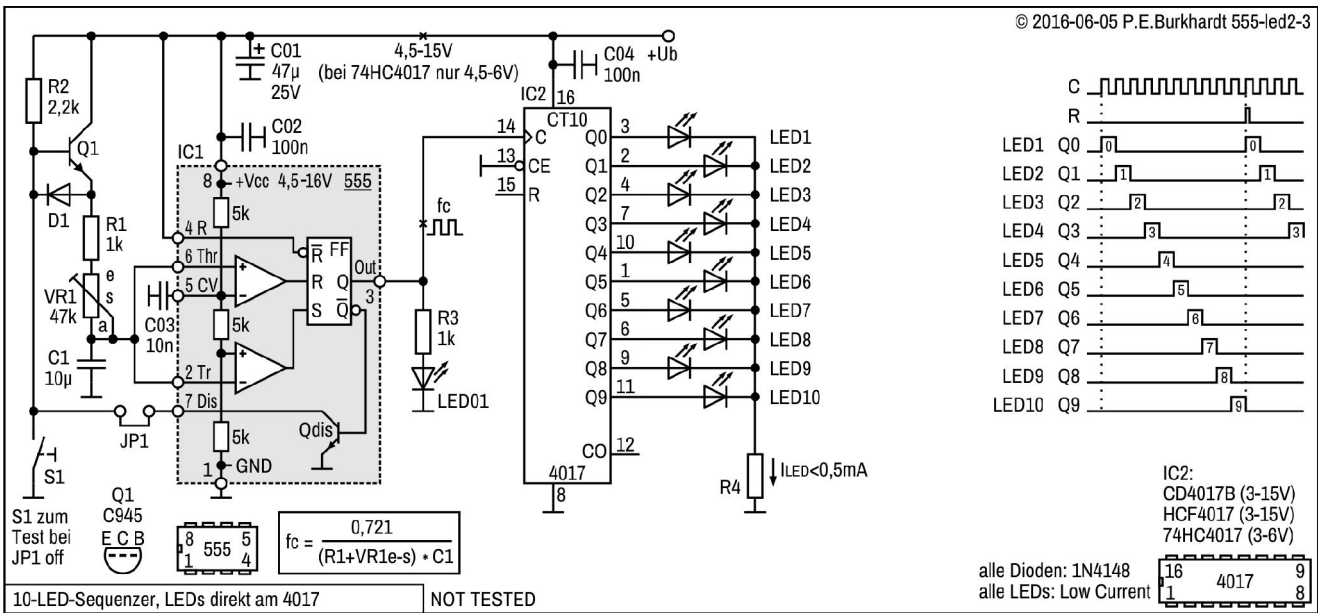 © 2016-06-05 P.E.Burkhardt 555-led2-3
R2
2,2k
Q1
D1
R1
1k
VR1
47k
e
s
a
C1
10µ
C03
10n
JP1
S1
S1 zum
Test bei
JP1 off
+ C01
47µ
25V
C02
100n
4,5-15V
(bei 74HC4017 nur 4,5-6V)
C04
100n
+Ub
IC1
8 +Vcc 4,5-16V 555
5k
4 R
6 Thr
5 CV
5k
2 Tr
7 Dis
5k
1 GND
+
-
+
-
R FF
R Q
S Q
Out
3
Qdis
fc
R3
1k
LED01
IC2
16
CT10
14 C
13 CE
15 R
Q0 3 LED1
Q1 2 LED2
Q2 4 LED3
Q3 7 LED4
Q4 10 LED5
Q5 1 LED6
Q6 5 LED7
Q7 6 LED8
Q8 9 LED9
Q9 11 LED10
CO 12
4017
8
R4
ILED<0,5mA
C
R
LED1 Q0 0 0
LED2 Q1 1 1
LED3 Q2 2 2
LED4 Q3 3 3
LED5 Q4 4
LED6 Q5 5
LED7 Q6 6
LED8 Q7 7
LED9 Q8 8
LED10 Q9 9
Q1
C945
E C B
8 5
555
1 4
fc = 0,721
(R1+VR1e-s) • C1
IC2:
CD4017B (3-15V)
HCF4017 (3-15V)
74HC4017 (3-6V)
alle Dioden: 1N4148
alle LEDs: Low Current
16 9
4017
1 8
10-LED-Sequenzer, LEDs direkt am 4017
NOT TESTED